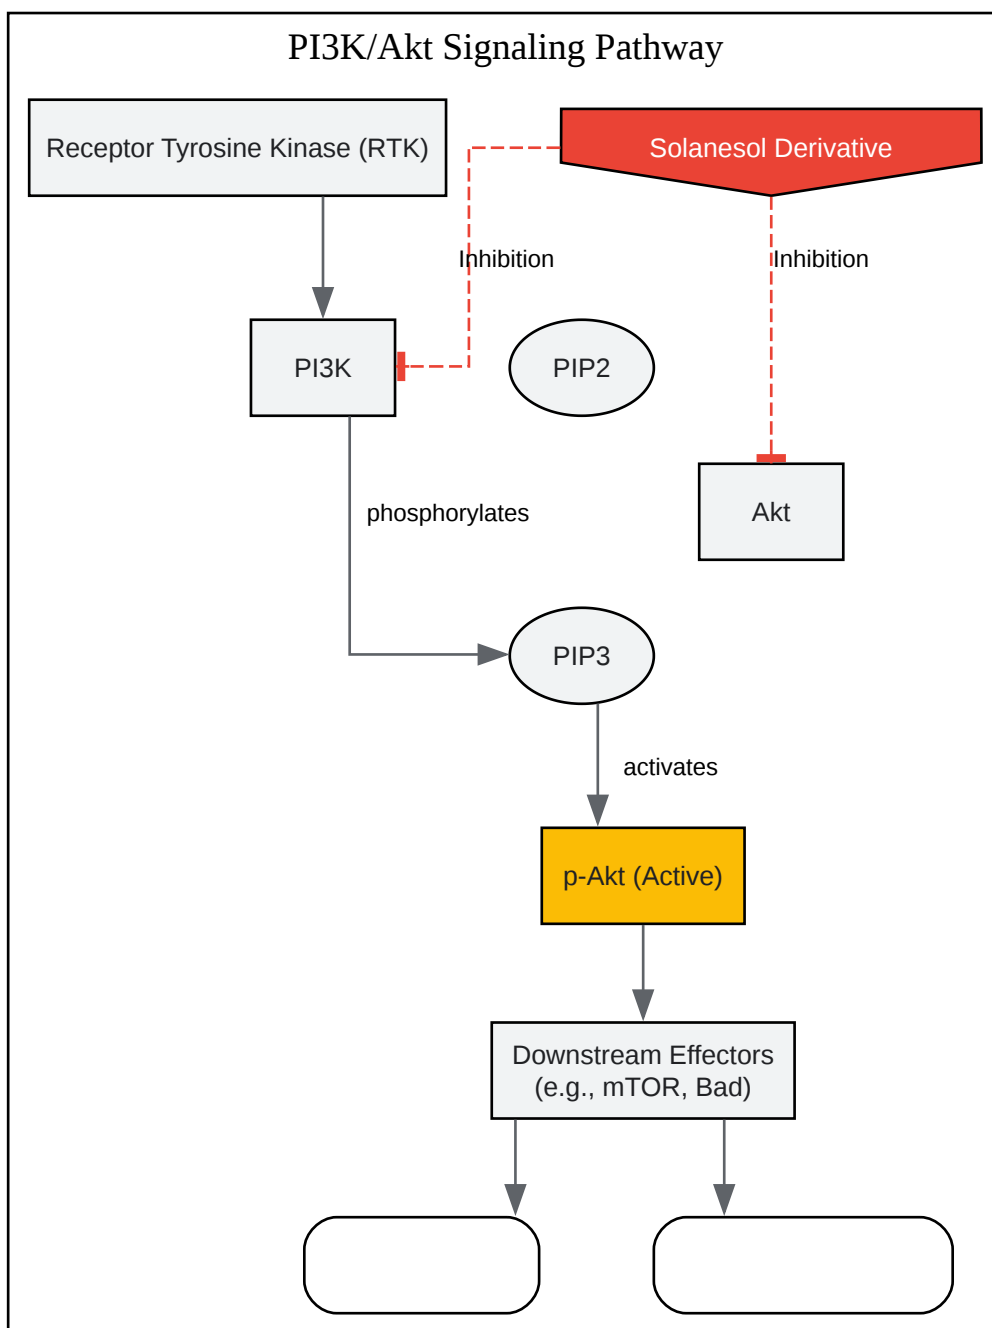 PI3K/Akt Signaling Pathway
Receptor Tyrosine Kinase (RTK)
Solanesol Derivative
Inhibition
Inhibition
PI3K
PIP2
phosphorylates
Akt
PIP3
activates
p-Akt (Active)
Downstream Effectors
(e.g., mTOR, Bad)